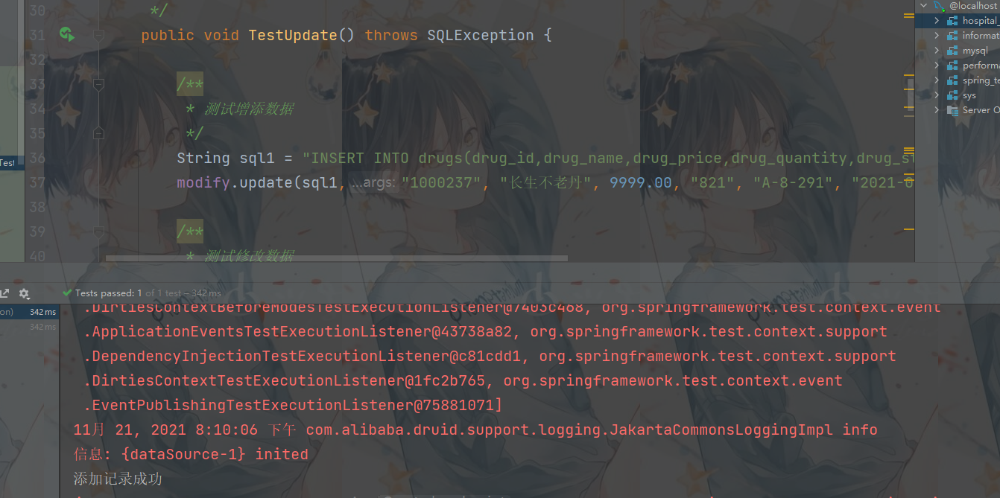 30 */
31 public void TestUpdate() throws SQLException {
32
33 /**
34 * 测试增添数据
35 */
36 String sql1 = "INSERT INTO drugs(drug_id,drug_name,drug_price,drug_quantity,drug_st
37 modify.update(sql1, ...args: "1000237", "长生不老丹", 9999.00, "821", "A-8-291", "2021-0
38
39 /**
40 * 测试修改数据
@localhost
hospital_
informat
mysql
performa
spring_te
sys
Server O
Test
Tests passed: 1 of 1 test – 342 ms
on) 342 ms
342 ms
.DirtiesContextBeforeModesTestExecutionListener@7403c468, org.springframework.test.context.event
.ApplicationEventsTestExecutionListener@43738a82, org.springframework.test.context.support
.DependencyInjectionTestExecutionListener@c81cdd1, org.springframework.test.context.support
.DirtiesContextTestExecutionListener@1fc2b765, org.springframework.test.context.event
.EventPublishingTestExecutionListener@75881071]
11月 21, 2021 8:10:06 下午 com.alibaba.druid.support.logging.JakartaCommonsLoggingImpl info
信息: {dataSource-1} inited
添加记录成功